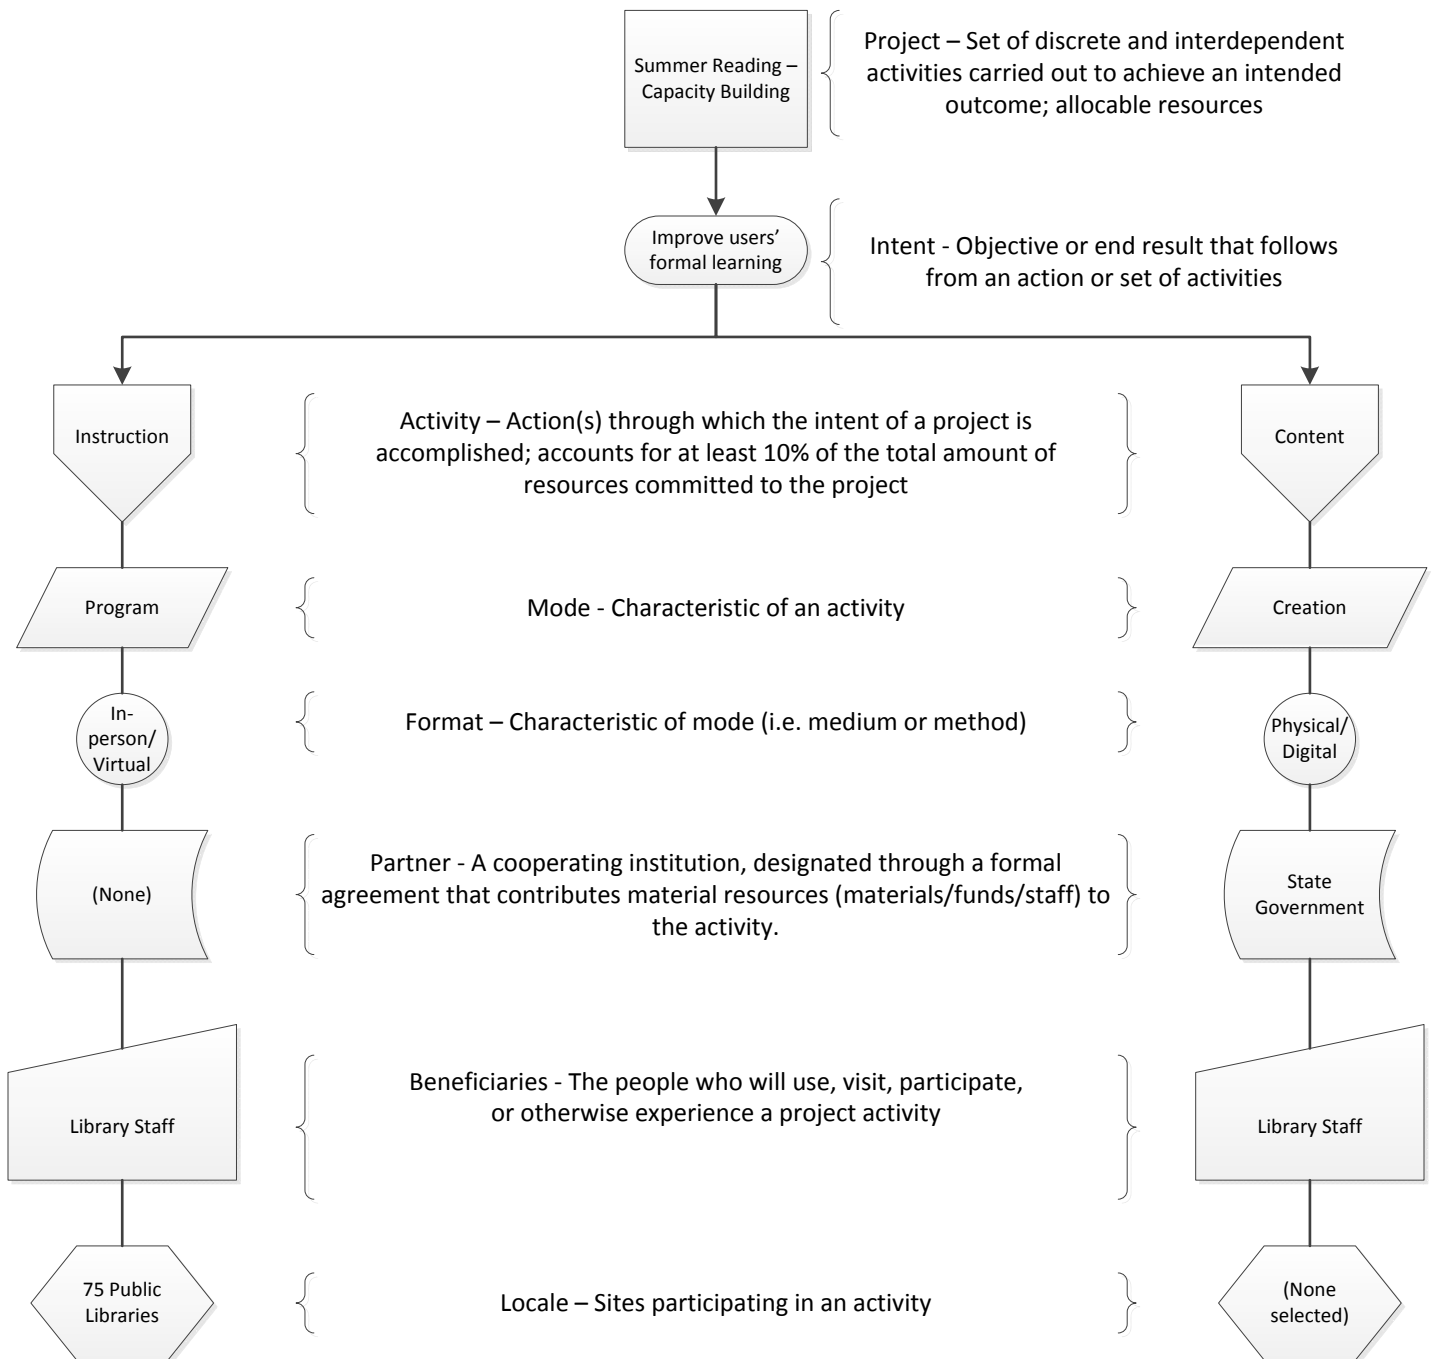 Summer Reading –
Capacity Building
Project – Set of discrete and interdependent
activities carried out to achieve an intended
outcome; allocable resources
Improve users’
formal learning
Intent - Objective or end result that follows
from an action or set of activities
Instruction
Activity – Action(s) through which the intent of a project is
accomplished; accounts for at least 10% of the total amount of
resources committed to the project
Content
Program
Mode - Characteristic of an activity
Creation
In-
person/
Virtual
Format – Characteristic of mode (i.e. medium or method)
Physical/
Digital
(None)
Partner - A cooperating institution, designated through a formal
agreement that contributes material resources (materials/funds/staff) to
the activity.
State
Government
Library Staff
Beneficiaries - The people who will use, visit, participate,
or otherwise experience a project activity
Library Staff
75 Public
Libraries
Locale – Sites participating in an activity
(None
selected)